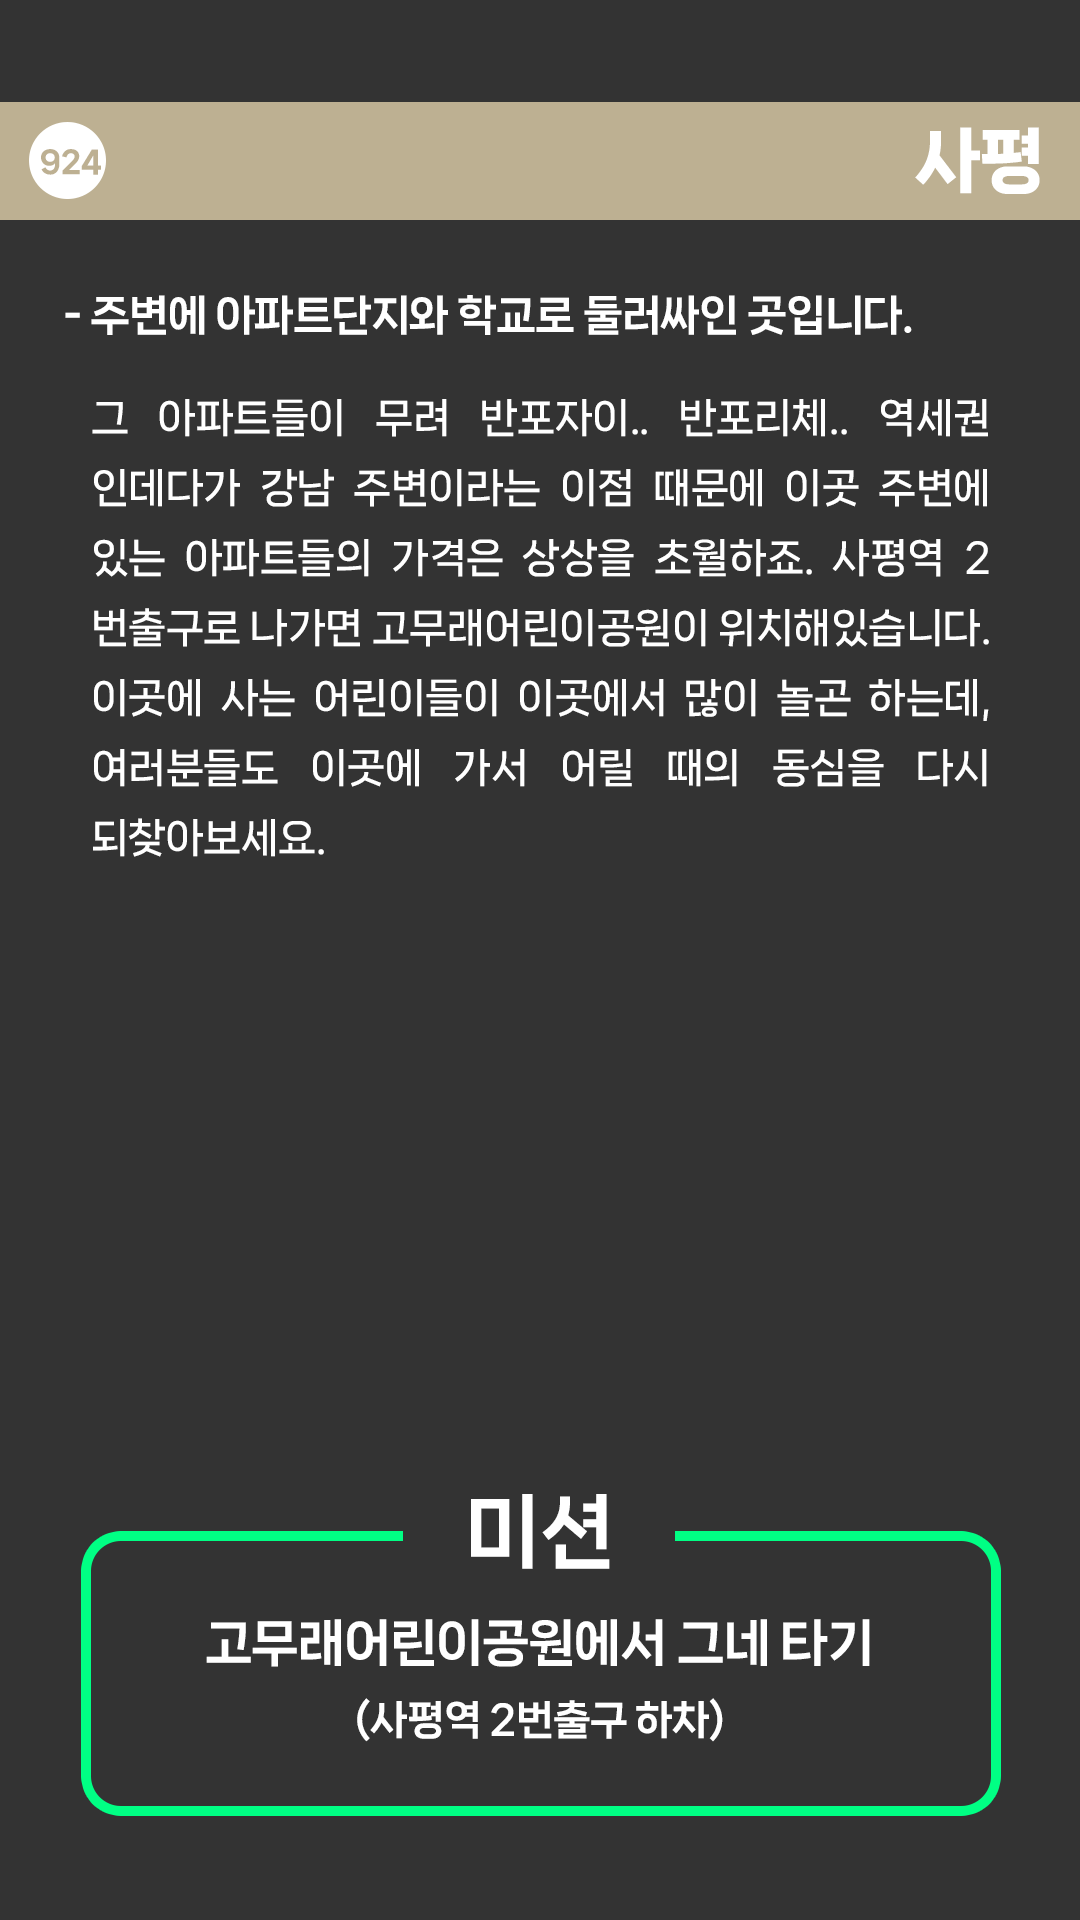 924
사평
- 주변에 아파트단지와 학교로 둘러싸인 곳입니다.
그 아파트들이 무려 반포자이.. 반포리체.. 역세권
인데다가 강남 주변이라는 이점 때문에 이곳 주변에
있는 아파트들의 가격은 상상을 초월하죠. 사평역 2
번출구로 나가면 고무래어린이공원이 위치해있습니다.
이곳에 사는 어린이들이 이곳에서 많이 놀곤 하는데,
여러분들도 이곳에 가서 어릴 때의 동심을 다시
되찾아보세요.
미션
고무래어린이공원에서 그네 타기
(사평역 2번출구 하차)